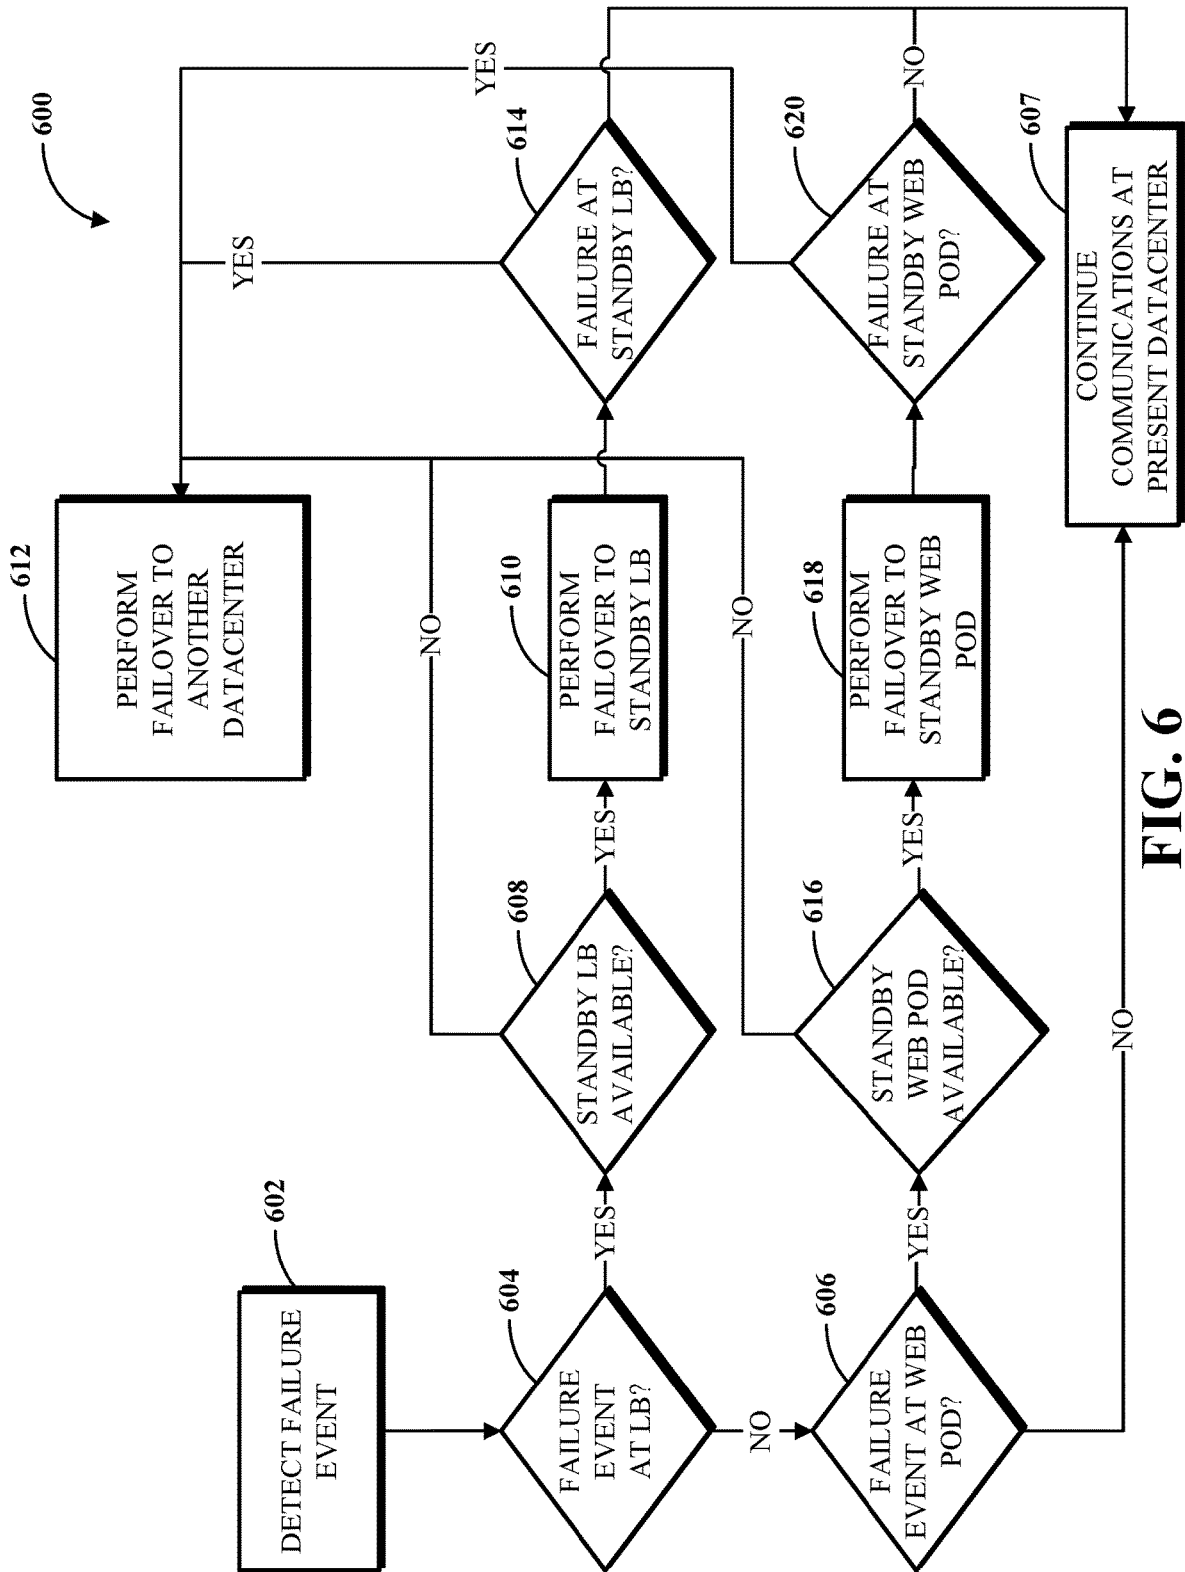 600
602
DETECT FAILURE
EVENT
604
FAILURE
EVENT
AT LB?
YES
NO
606
FAILURE
EVENT AT WEB
POD?
YES
NO
608
STANDBY LB
AVAILABLE?
YES
NO
616
STANDBY
WEB POD
AVAILABLE?
YES
NO
612
PERFORM
FAILOVER TO
ANOTHER
DATACENTER
610
PERFORM
FAILOVER TO
STANDBY LB
618
PERFORM
FAILOVER TO
STANDBY WEB
POD
614
FAILURE AT
STANDBY LB?
YES
620
FAILURE AT
STANDBY WEB
POD?
YES
NO
607
CONTINUE
COMMUNICATIONS AT
PRESENT DATACENTER
FIG. 6